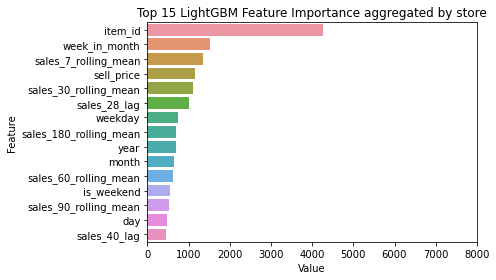 Top 15 LightGBM Feature Importance aggregated by store
item_id
week_in_month
sales_7_rolling_mean
sell_price
sales_30_rolling_mean
sales_28_lag
weekday
sales_180_rolling_mean
year
month
sales_60_rolling_mean
is_weekend
sales_90_rolling_mean
day
sales_40_lag
Feature
0 1000 2000 3000 4000 5000 6000 7000 8000
Value